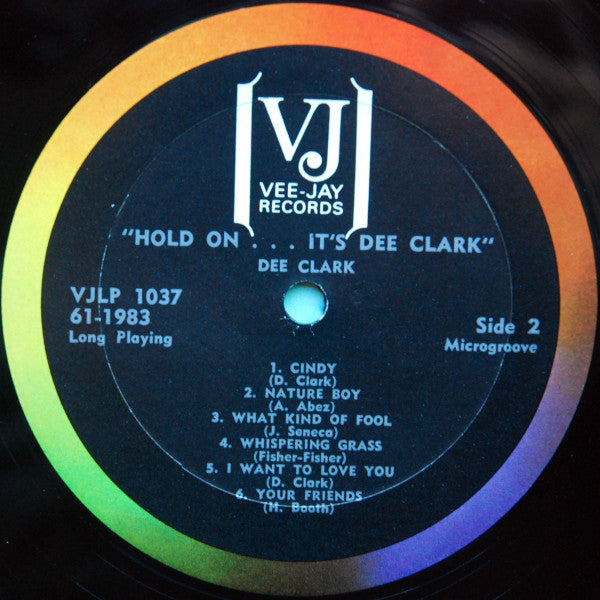 VJ
VEE-JAY
RECORDS
"HOLD ON . . . IT'S DEE CLARK"
DEE CLARK
VJLP 1037
61-1983
Long Playing
Side 2
Microgroove
1. CINDY
(D. Clark)
2. NATURE BOY
(A. Abez)
3. WHAT KIND OF FOOL
(J. Seneca)
4. WHISPERING GRASS
(Fisher-Fisher)
5. I WANT TO LOVE YOU
(D. Clark)
6. YOUR FRIENDS
(H. Booth)